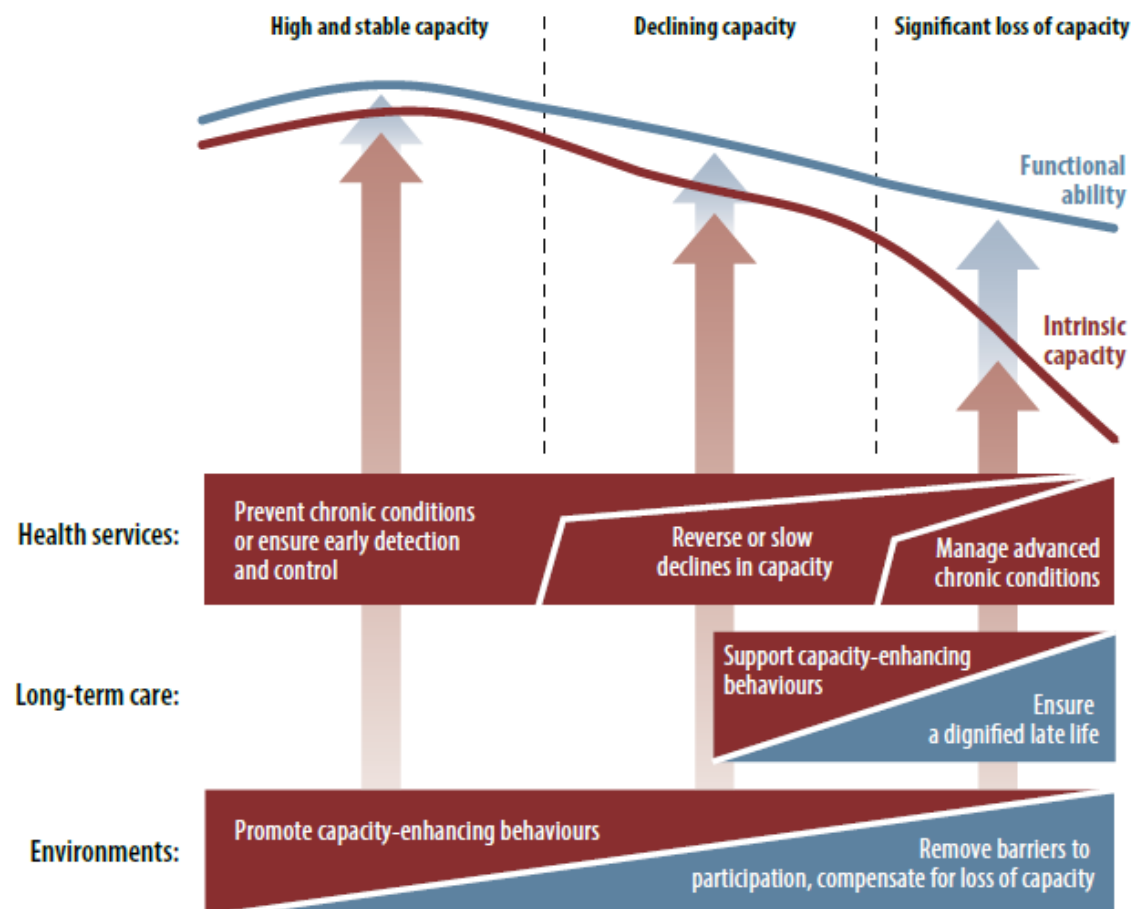 High and stable capacity
Declining capacity
Significant loss of capacity
Functional
ability
Intrinsic
capacity
Health services:
Prevent chronic conditions
or ensure early detection
and control
Reverse or slow
declines in capacity
Manage advanced
chronic conditions
Long-term care:
Support capacity-enhancing
behaviours
Ensure
a dignified late life
Environments:
Promote capacity-enhancing behaviours
Remove barriers to
participation, compensate for loss of capacity